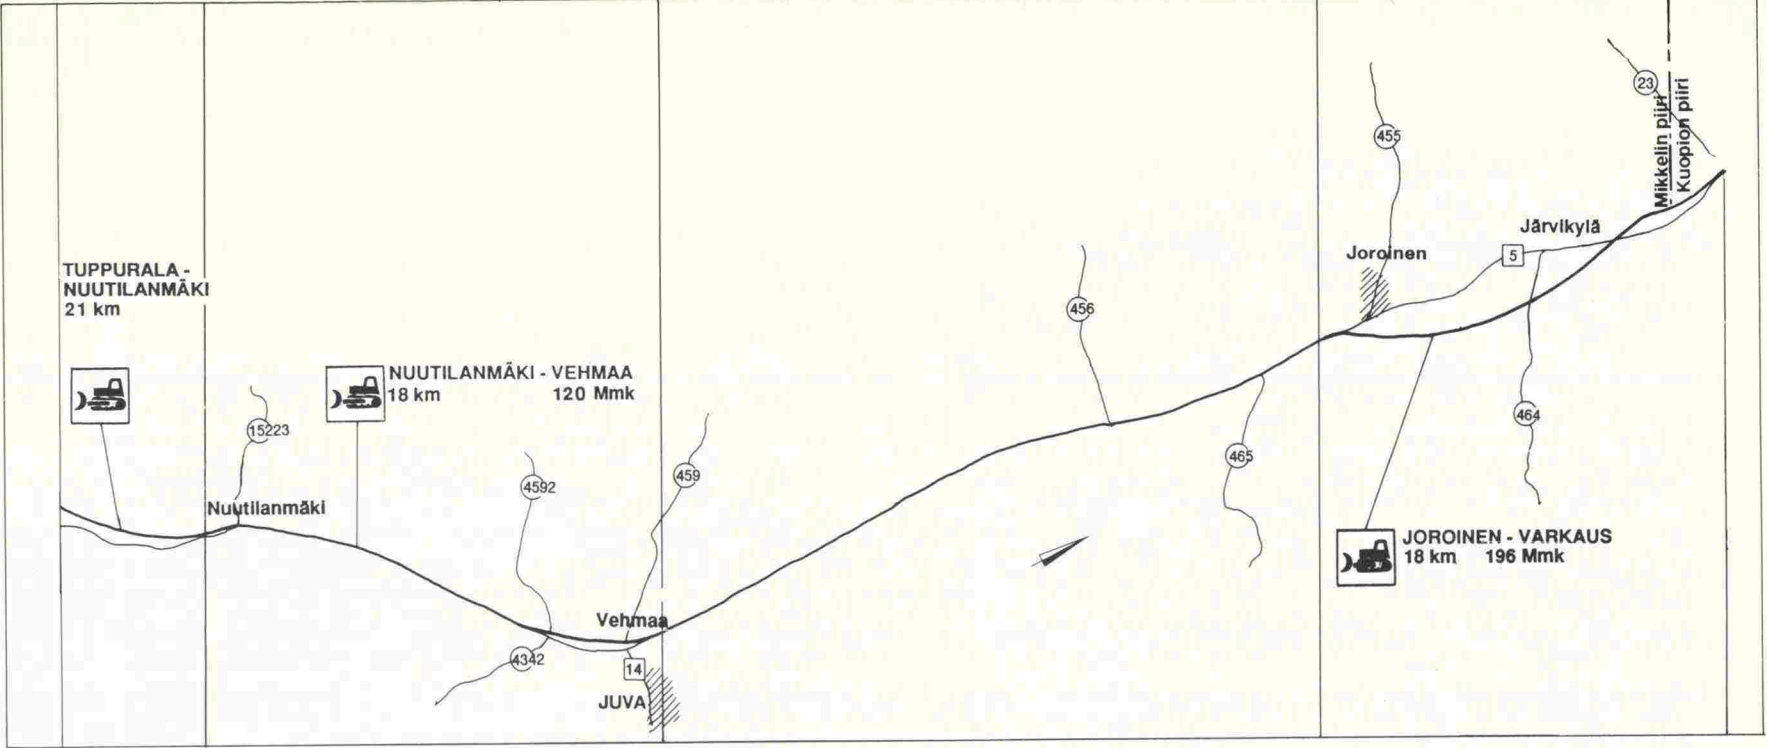 TUPPURALA -
NUUTILANMÄKI
21 km
NUUTILANMÄKI - VEHMAA
18 km 120 Mmk
15223
Nuutilanmäki
4592
459
4342
Vehmaa
14
JUVA
456
465
455
Joroinen
5
Järvikylä
23
Mikkelin piiri
Kuopion piiri
464
JOROINEN - VARKAUS
18 km 196 Mmk